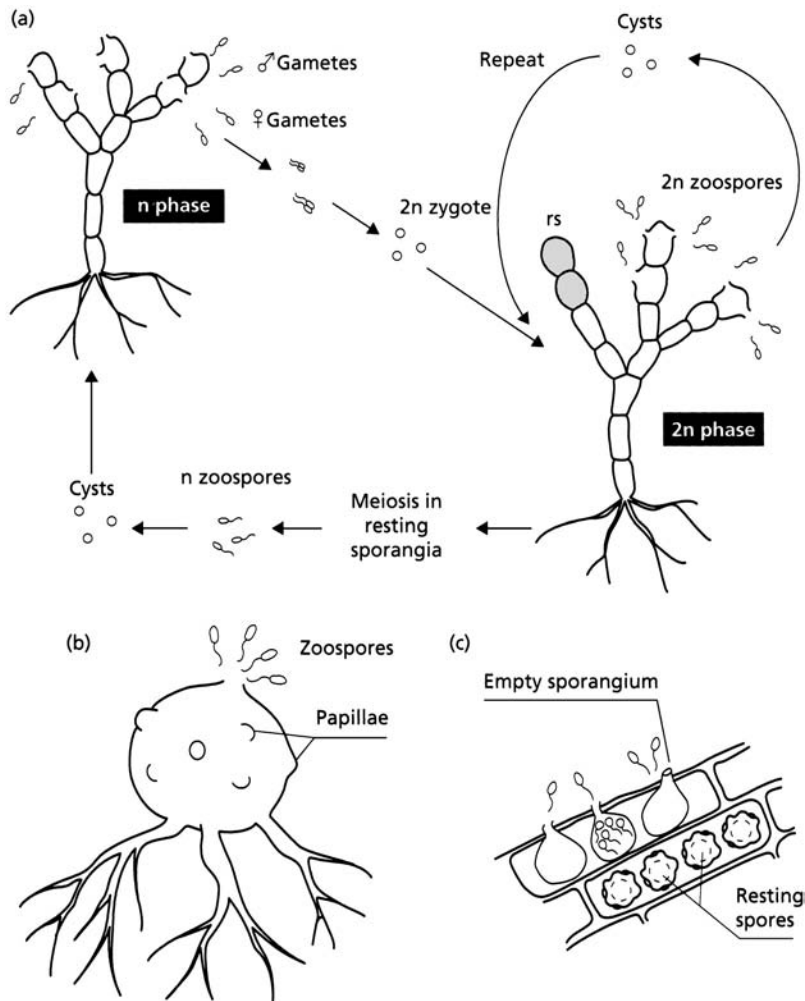 (a)
Cysts
Repeat
♂Gametes
♀Gametes
2n zoospores
n phase
2n zygote
rs
2n phase
n zoospores
Cysts
Meiosis in
resting
sporangia
(b)
Zoospores
Papillae
(c)
Empty sporangium
Resting
spores